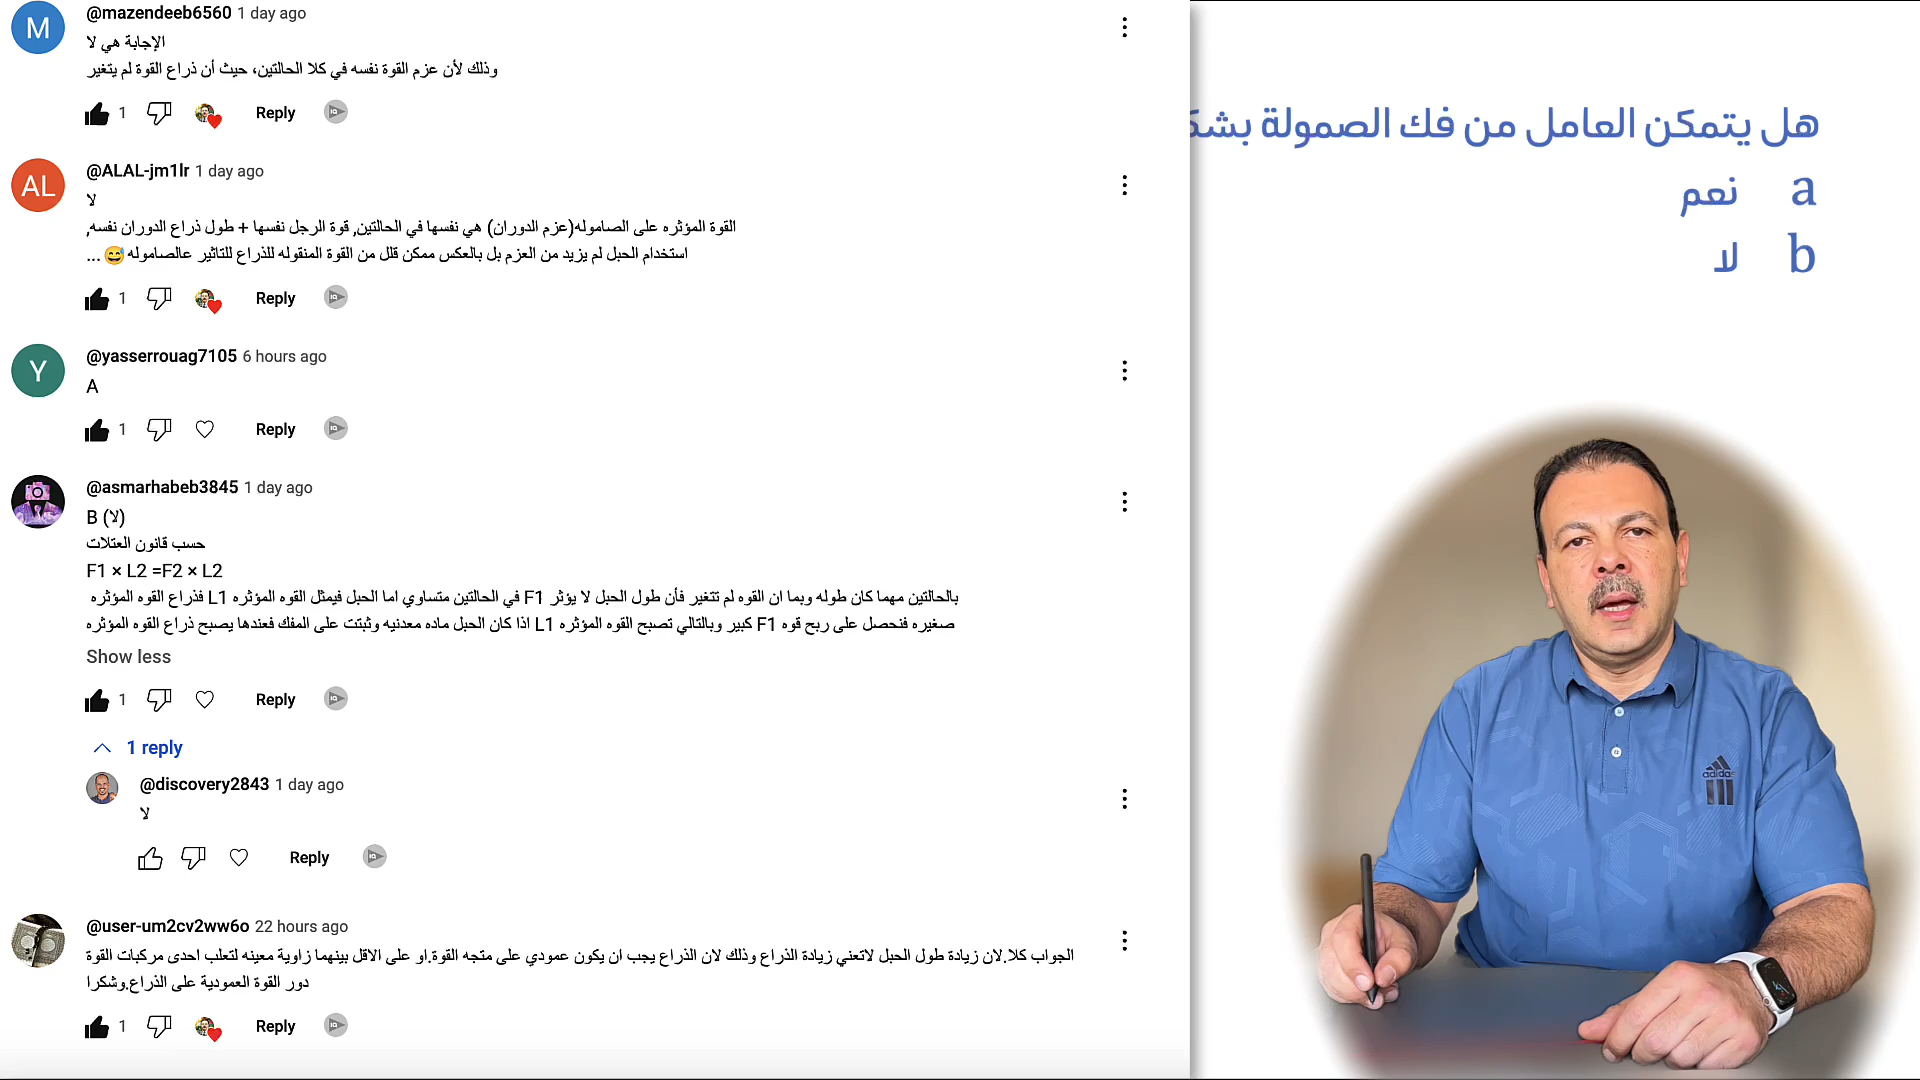 @mazendeeb6560 1 day ago
الإجابة هي لا
وذلك لأن عزم القوة نفسه في كلا الحالتين، حيث أن ذراع القوة لم يتغير
1 Reply
@ALAL-jm1lr 1 day ago
لا
القوة المؤثره على الصاموله(عزم الدوران) هي نفسها في الحالتين, قوة الرجل نفسها + طول ذراع الدوران نفسه,
استخدام الحبل لم يزيد من العزم بل بالعكس ممكن قلل من القوة المنقوله للذراع للتاثير عالصاموله 😅 ...
1 Reply
@yasserrouag7105 6 hours ago
A
1 Reply
@asmarhabeb3845 1 day ago
B (لا)
حسب قانون العتلات
F1 × L2 =F2 × L2
بالحالتين مهما كان طوله وبما ان القوه لم تتغير فأن طول الحبل لا يؤثر F1 في الحالتين متساوي اما الحبل فيمثل القوه المؤثره L1 فذراع القوه المؤثره
صغيره فنحصل على ربح قوه F1 كبير وبالتالي تصبح القوه المؤثره L1 اذا كان الحبل ماده معدنيه وثبتت على المفك فعندها يصبح ذراع القوه المؤثره
Show less
1 Reply
1 reply
@discovery2843 1 day ago
لا
Reply
@user-um2cv2ww6o 22 hours ago
الجواب كلا.لان زيادة طول الحبل لاتعني زيادة الذراع وذلك لان الذراع يجب ان يكون عمودي على متجه القوة.او على الاقل بينهما زاوية معينه لتعلب احدى مركبات القوة
دور القوة العمودية على الذراع.وشكرا
1 Reply
هل يتمكن العامل من فك الصمولة بشك
a نعم
b لا
M
AL
Y
adidas